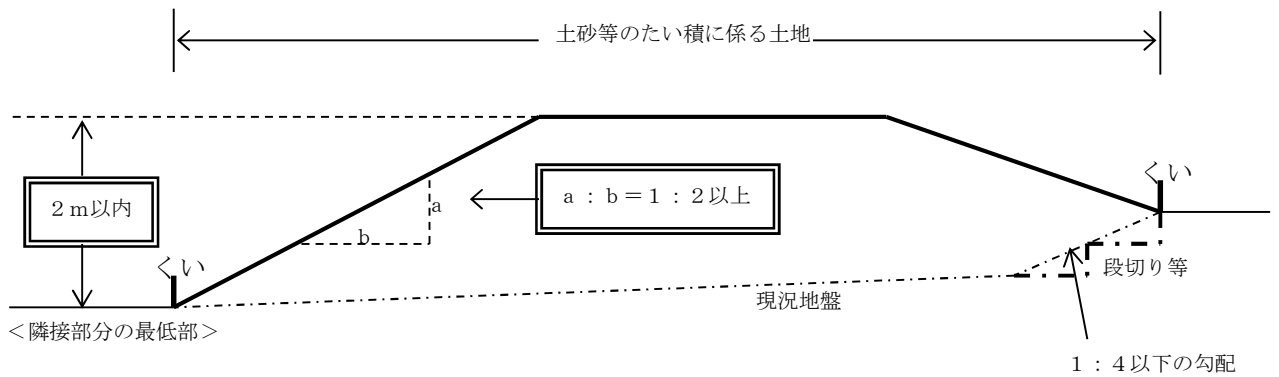 土砂等のたい積に係る土地
くい
２ｍ以内
a
ａ：ｂ＝１：２以上
b
くい
段切り等
現況地盤
＜隣接部分の最低部＞
１：４以下の勾配